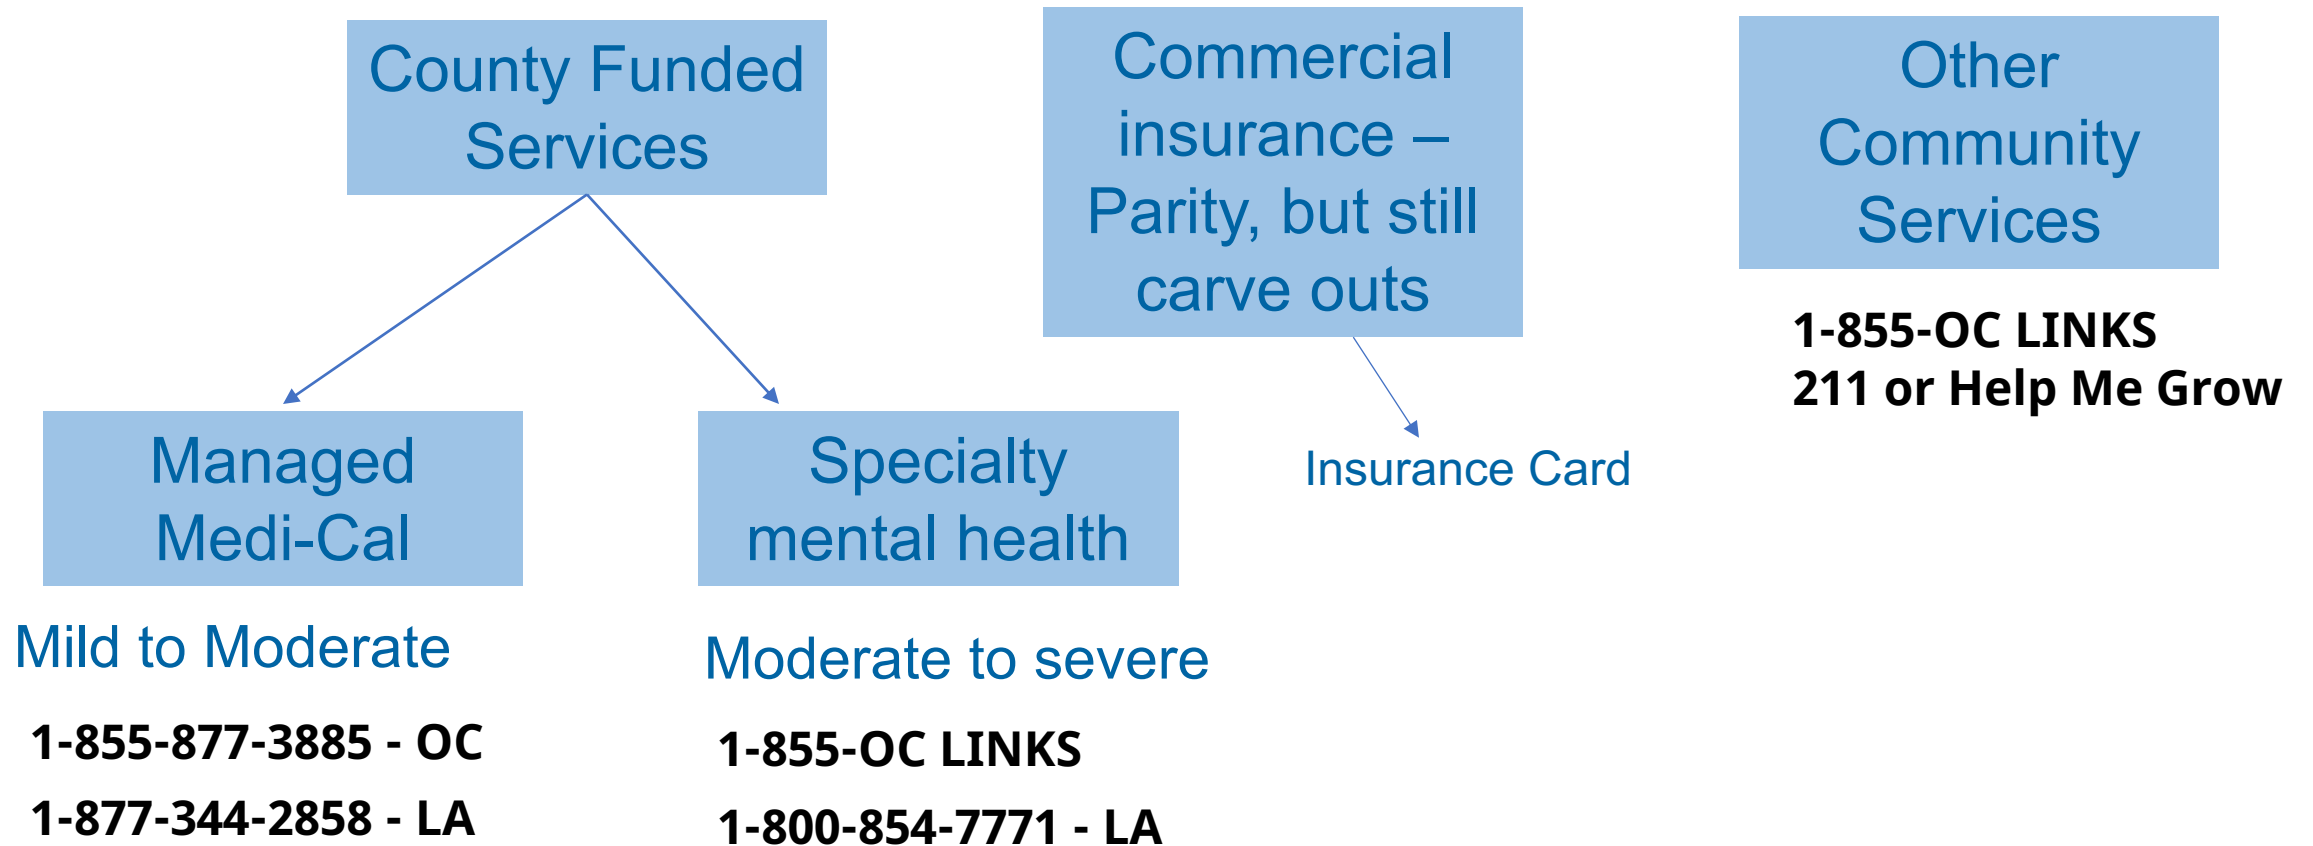 County Funded
Services
Commercial
insurance –
Parity, but still
carve outs
Other
Community
Services
1-855-OC LINKS
211 or Help Me Grow
Managed
Medi-Cal
Specialty
mental health
Insurance Card
Mild to Moderate
1-855-877-3885 - OC
1-877-344-2858 - LA
Moderate to severe
1-855-OC LINKS
1-800-854-7771 - LA